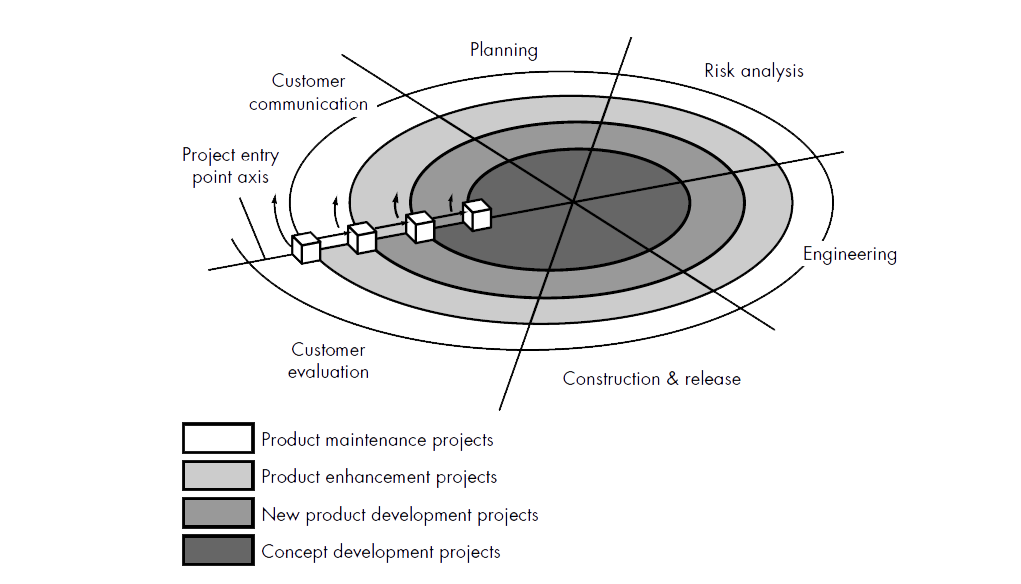 Planning
Risk analysis
Customer
communication
Project entry
point axis
Engineering
Customer
evaluation
Construction & release
Product maintenance projects
Product enhancement projects
New product development projects
Concept development projects